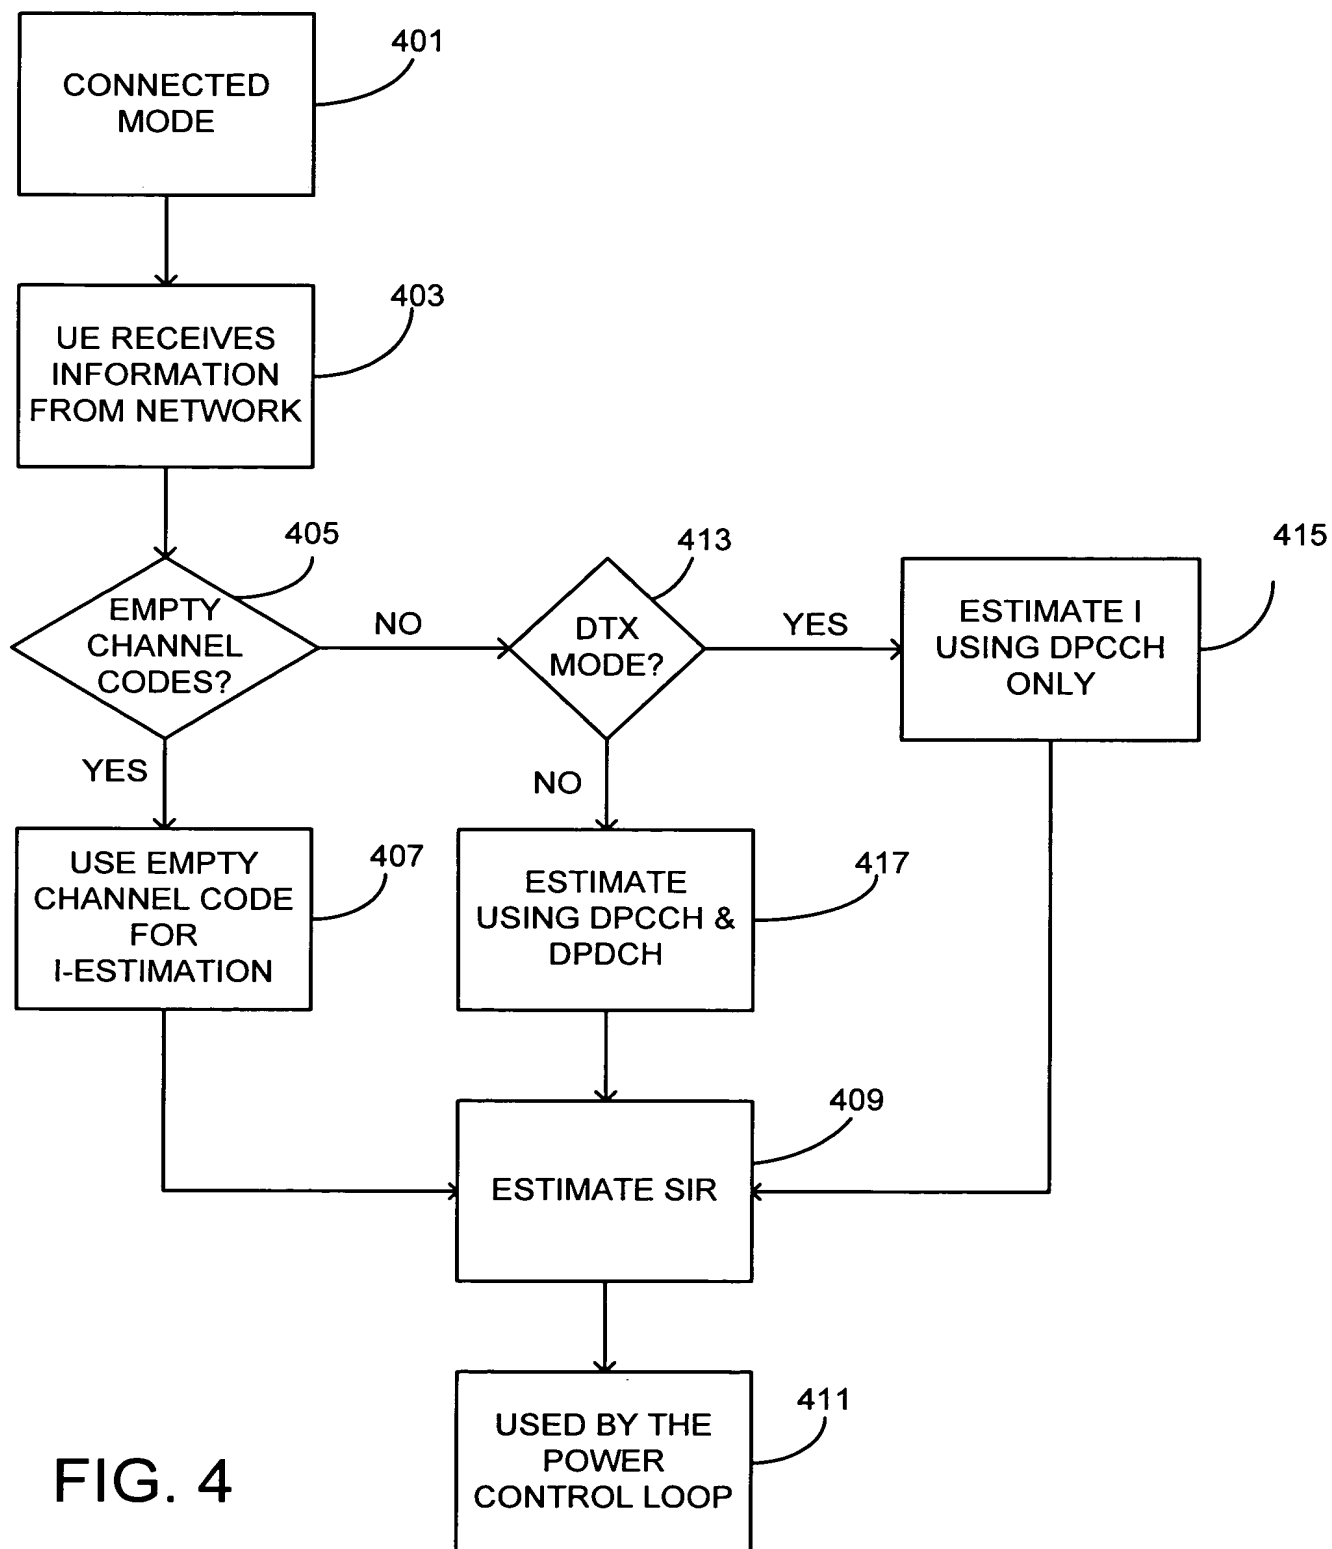 401
CONNECTED
MODE
403
UE RECEIVES
INFORMATION
FROM NETWORK
405
EMPTY
CHANNEL
CODES?
NO
413
DTX
MODE?
YES
415
ESTIMATE I
USING DPCCH
ONLY
YES
NO
407
USE EMPTY
CHANNEL CODE
FOR
I-ESTIMATION
417
ESTIMATE
USING DPCCH &
DPDCH
409
ESTIMATE SIR
411
USED BY THE
POWER
CONTROL LOOP
FIG. 4